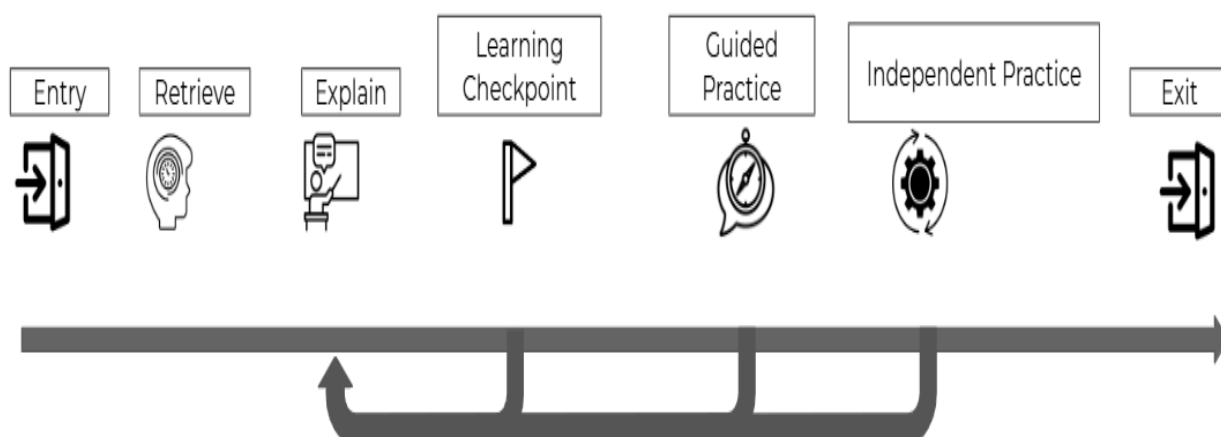 Entry
Retrieve
Explain
Learning
Checkpoint
Guided
Practice
Independent Practice
Exit